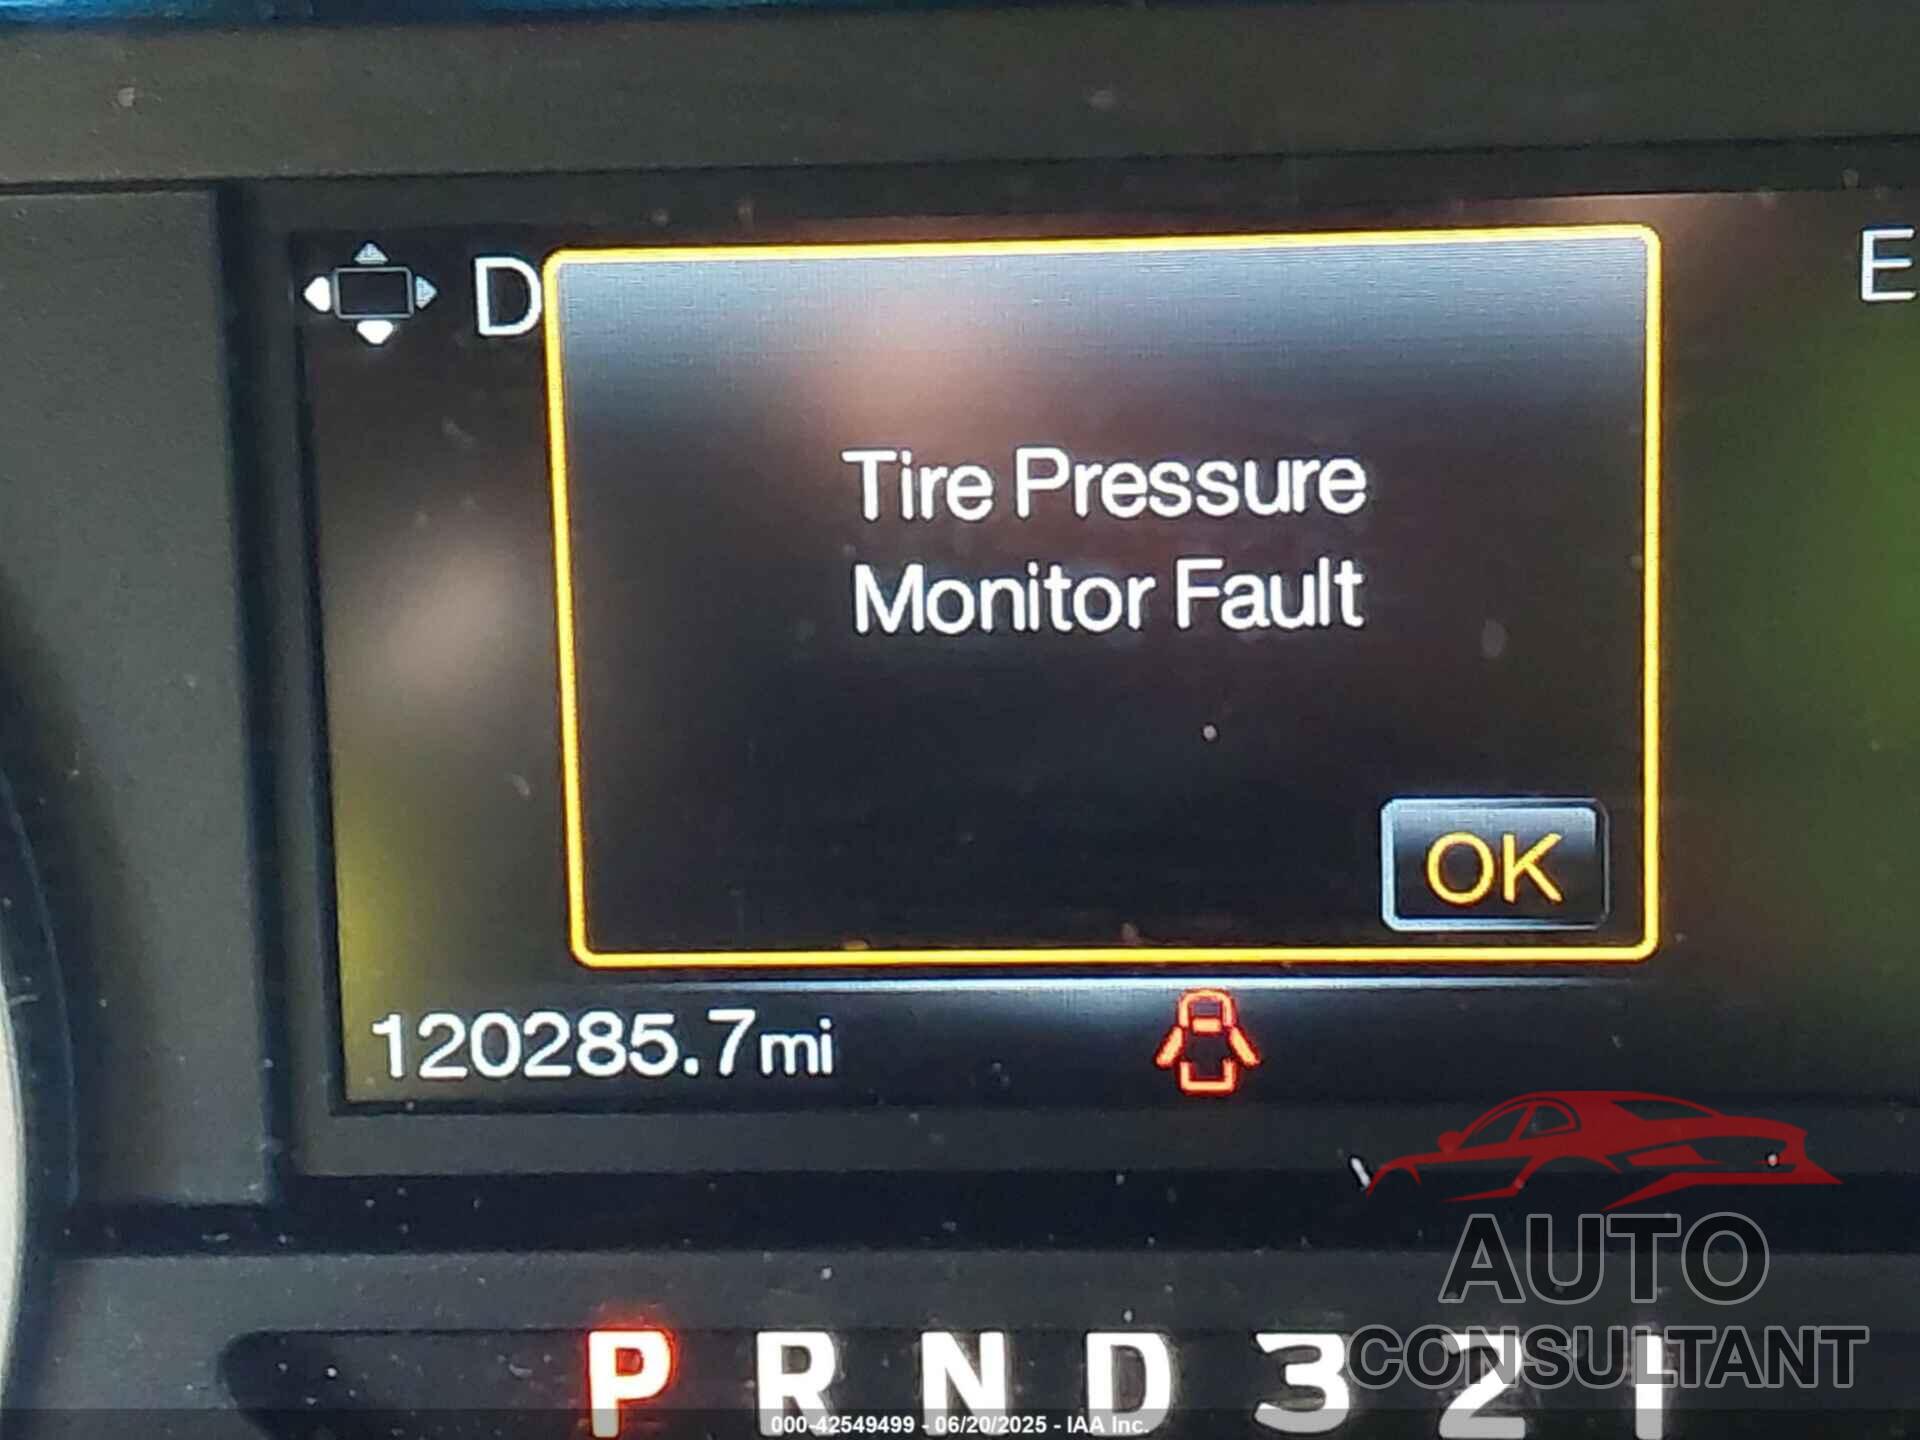 D
E
Tire Pressure
Monitor Fault
OK
120285.7mi
AUTO
CONSULTANT
P R N D 3 2 1
000-42549499 - 06/20/2025 - IAA Inc.